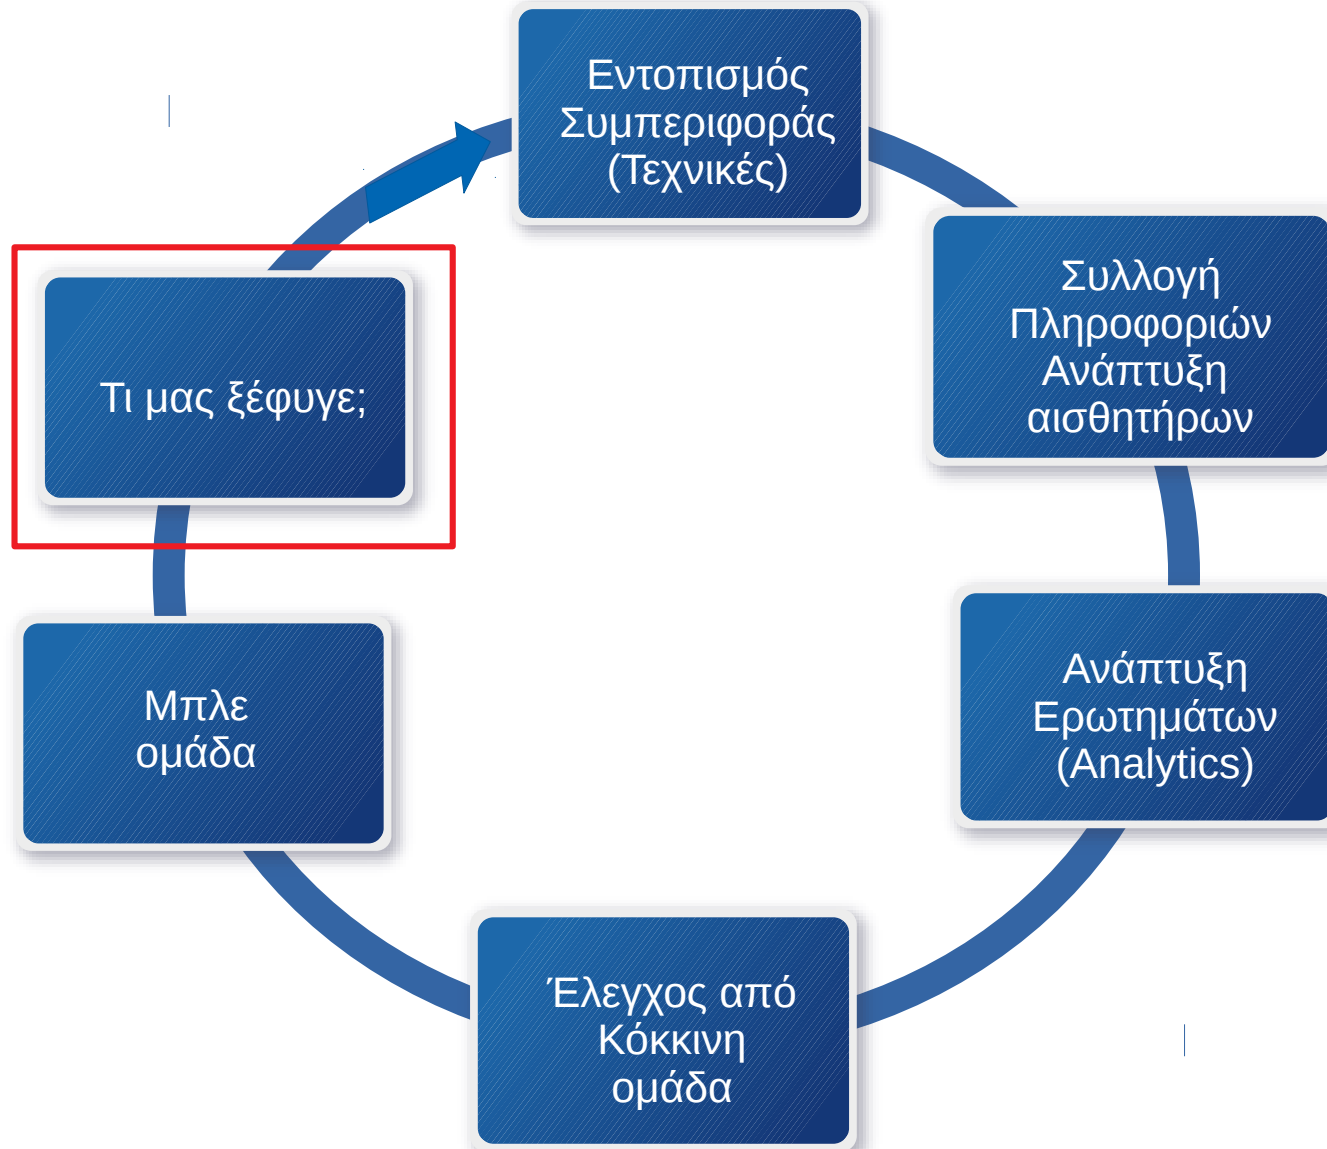 Εντοπισμός
Συμπεριφοράς
(Τεχνικές)
Συλλογή
Πληροφοριών
Ανάπτυξη
αισθητήρων
Ανάπτυξη
Ερωτημάτων
(Analytics)
Έλεγχος από
Κόκκινη
ομάδα
Μπλε
ομάδα
Τι μας ξέφυγε;